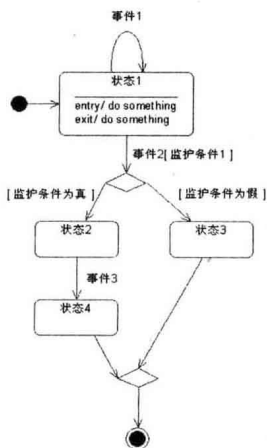 事件1
状态1
entry/ do something
exit/ do something
事件2[监护条件1]
[监护条件为真]
[监护条件为假]
状态2
状态3
事件3
状态4